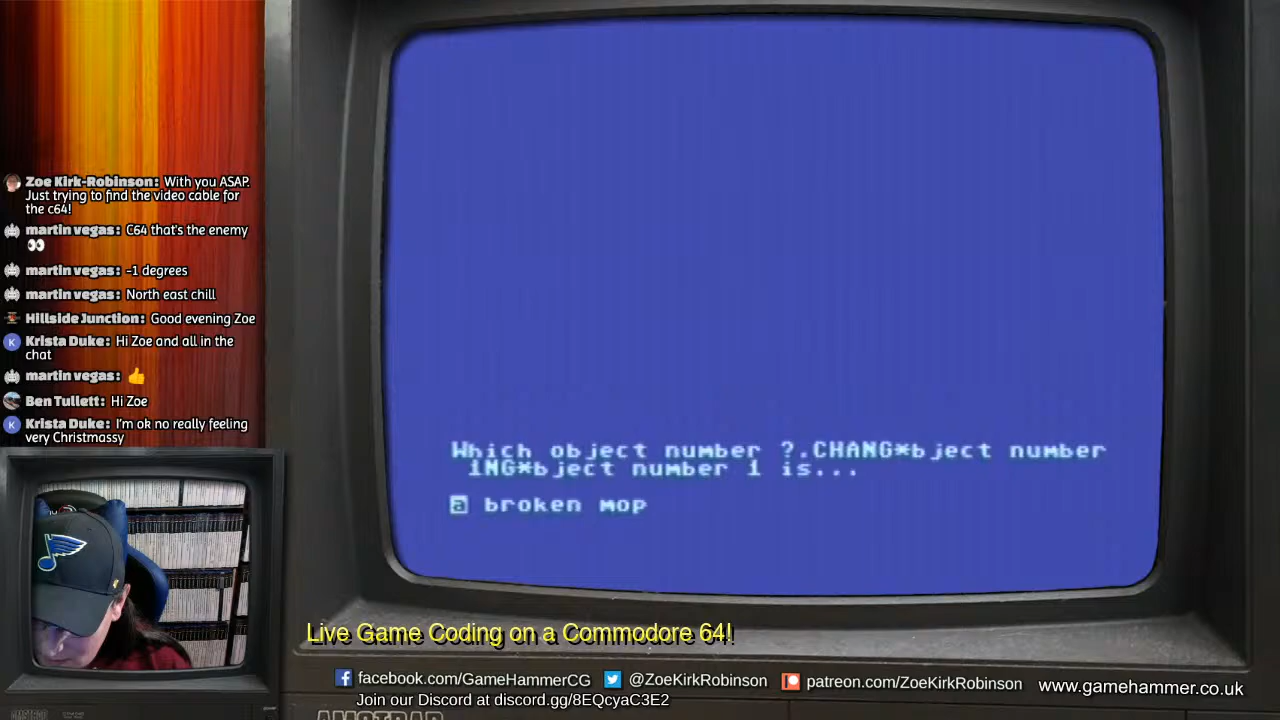 Zoe Kirk-Robinson: With you ASAP.
Just trying to find the video cable for
the c64!
martin vegas: C64 that's the enemy
👀
martin vegas: -1 degrees
martin vegas: North east chill
Hillside Junction: Good evening Zoe
K Krista Duke: Hi Zoe and all in the
chat
martin vegas: 👍
Ben Tullett: Hi Zoe
K Krista Duke: I'm ok no really feeling
very Christmassy
Which object number ?.CHANG*bject number
1NG*bject number 1 is...
a broken mop
Live Game Coding on a Commodore 64!
facebook.com/GameHammerCG @ZoeKirkRobinson patreon.com/ZoeKirkRobinson www.gamehammer.co.uk
Join our Discord at discord.gg/8EQcyaC3E2
AMSTRAD